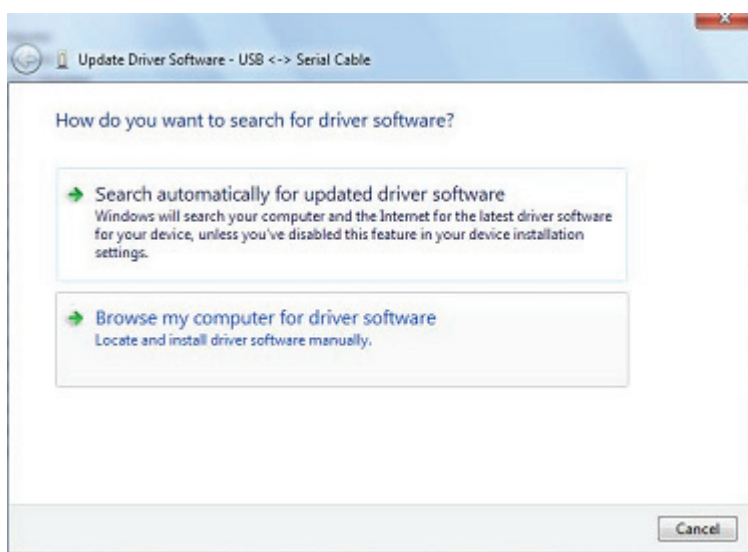 Update Driver Software - USB <-> Serial Cable
How do you want to search for driver software?
Search automatically for updated driver software
Windows will search your computer and the Internet for the latest driver software
for your device, unless you've disabled this feature in your device installation
settings.
Browse my computer for driver software
Locate and install driver software manually.
Cancel